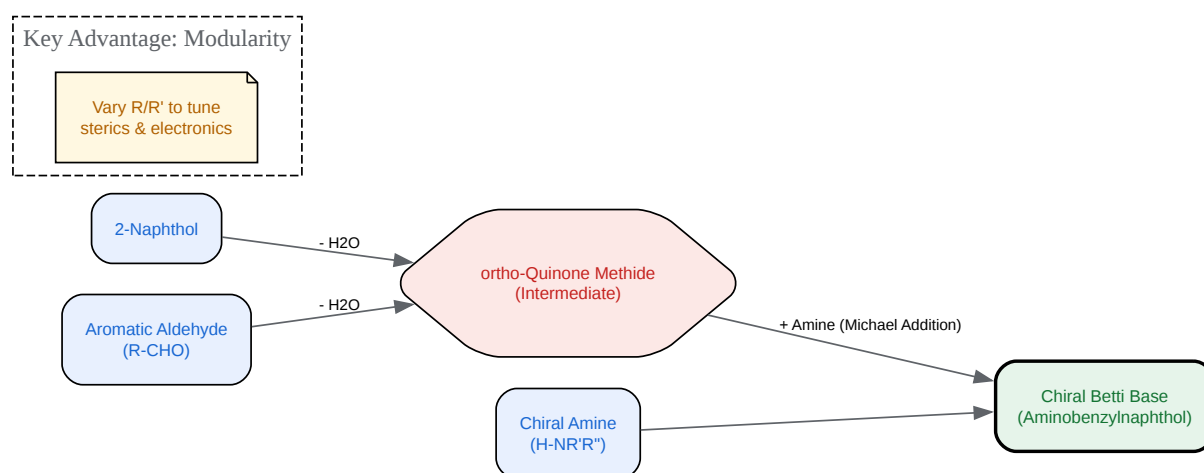 Key Advantage: Modularity
Vary R/R' to tune
sterics & electronics
2-Naphthol
- H2O
Aromatic Aldehyde
(R-CHO)
- H2O
ortho-Quinone Methide
(Intermediate)
+ Amine (Michael Addition)
Chiral Amine
(H-NR'R")
Chiral Betti Base
(Aminobenzylnaphthol)